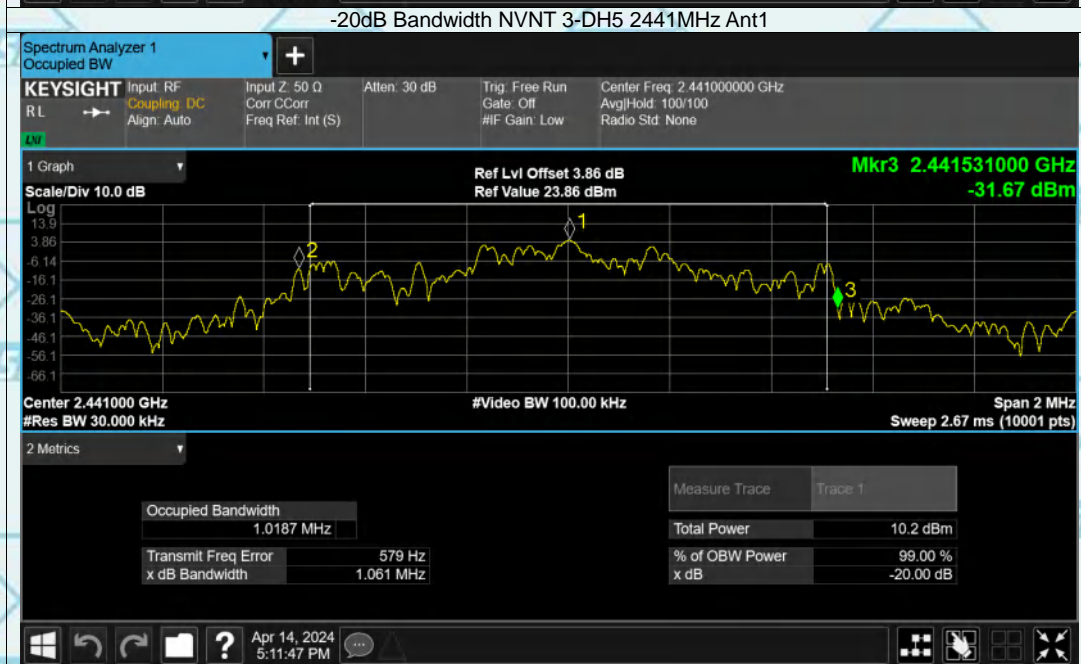 -20dB Bandwidth NVNT 3-DH5 2441MHz Ant1
Spectrum Analyzer 1
Occupied BW
+
KEYSIGHT Input: RF Input Z: 50 Ω Atten: 30 dB Trig: Free Run Center Freq: 2.441000000 GHz
RL Coupling: DC Corr CCorr Gate: Off Avg|Hold: 100/100
Align: Auto Freq Ref: Int (S) #IF Gain: Low Radio Std: None
LXI
1 Graph Ref Lvl Offset 3.86 dB Mkr3 2.441531000 GHz
Scale/Div 10.0 dB Ref Value 23.86 dBm -31.67 dBm
Log
13.9
1
3.86
2
-6.14
-16.1
3
-26.1
-36.1
-46.1
-56.1
-66.1
Center 2.441000 GHz #Video BW 100.00 kHz Span 2 MHz
#Res BW 30.000 kHz Sweep 2.67 ms (10001 pts)
2 Metrics
Measure Trace Trace 1
Occupied Bandwidth
1.0187 MHz Total Power 10.2 dBm
Transmit Freq Error 579 Hz % of OBW Power 99.00 %
x dB Bandwidth 1.061 MHz x dB -20.00 dB
? Apr 14, 2024
5:11:47 PM